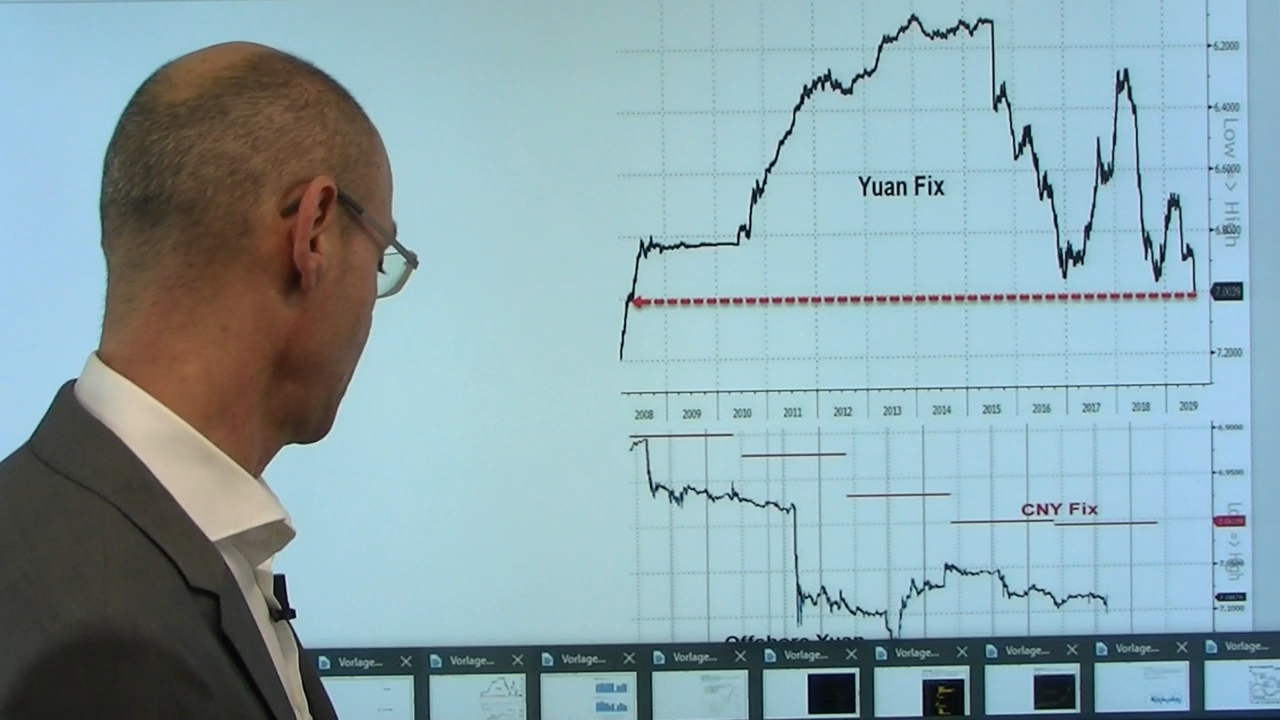 6.2000
6.4000
Low => High
6.6000
Yuan Fix
6.8000
7.0039
7.2000
2008 2009 2010 2011 2012 2013 2014 2015 2016 2017 2018 2019
6.9000
6.9500
CNY Fix
7.1000
Offshore Yuan
Vorlage... Vorlage... Vorlage... Vorlage... Vorlage... Vorlage... Vorlage... Vorlage... Vorlage...